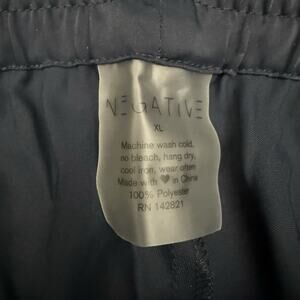 NEGATIVE
XL
Machine wash cold,
no bleach, hang dry,
cool iron, wear often
Made with ♥ in China
100% Polyester
RN 142821